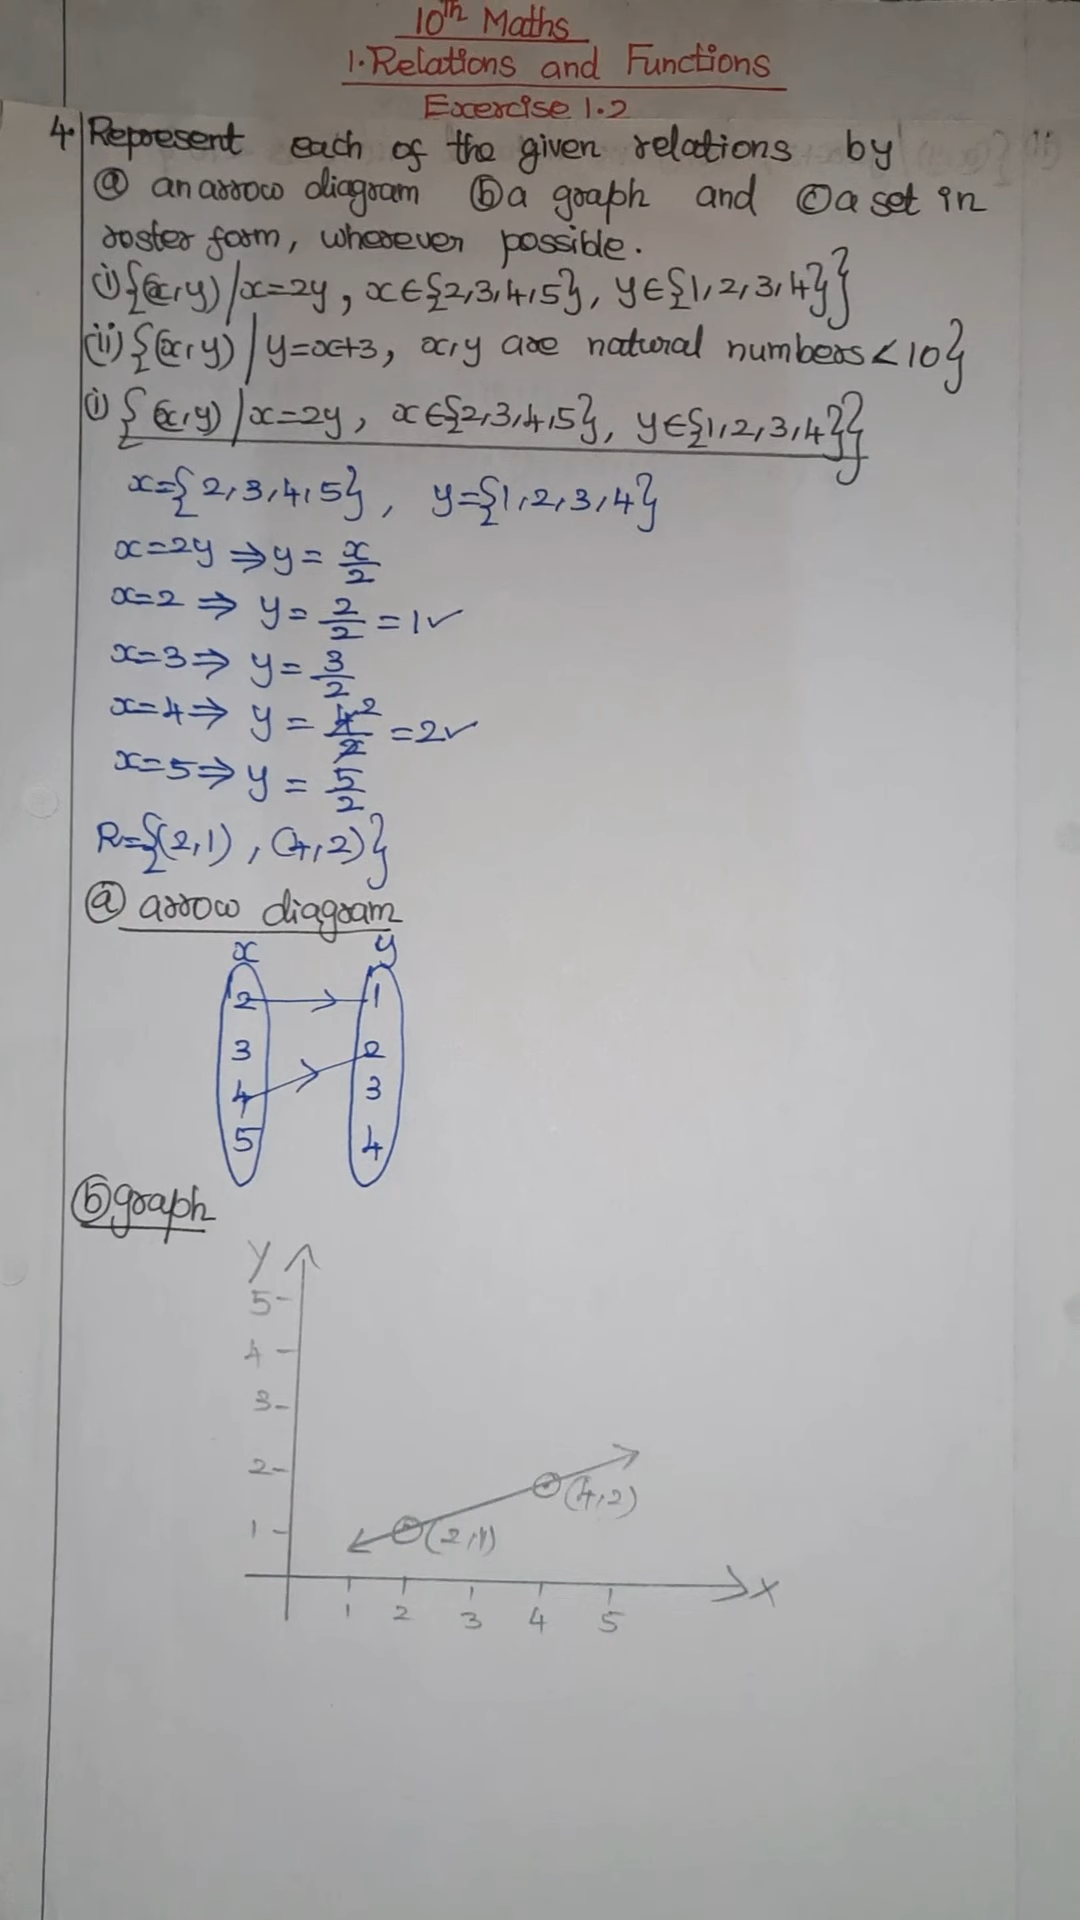 10th Maths
1. Relations and Functions
Exercise 1.2
4. Represent each of the given relations by
ⓐ an arrow diagram ⓑ a graph and ⓒ a set in
roster form, wherever possible.
(i) {(x,y) / x=2y, x∈{2,3,4,5}, y∈{1,2,3,4}}
(ii) {(x,y) / y=x+3, x,y are natural numbers < 10}
(i) {(x,y) / x=2y, x∈{2,3,4,5}, y∈{1,2,3,4}}
x={2,3,4,5}, y={1,2,3,4}
x=2y ⇒ y = x/2
x=2 ⇒ y = 2/2 = 1 ✓
x=3 ⇒ y = 3/2
x=4 ⇒ y = 4²/2 = 2 ✓
x=5 ⇒ y = 5/2
R={(2,1), (4,2)}
ⓐ arrow diagram
x y
2 1
3 2
4 3
5 4
ⓑ graph
Y
5
4
3
2
(4,2)
1
(2,1)
X
1 2 3 4 5